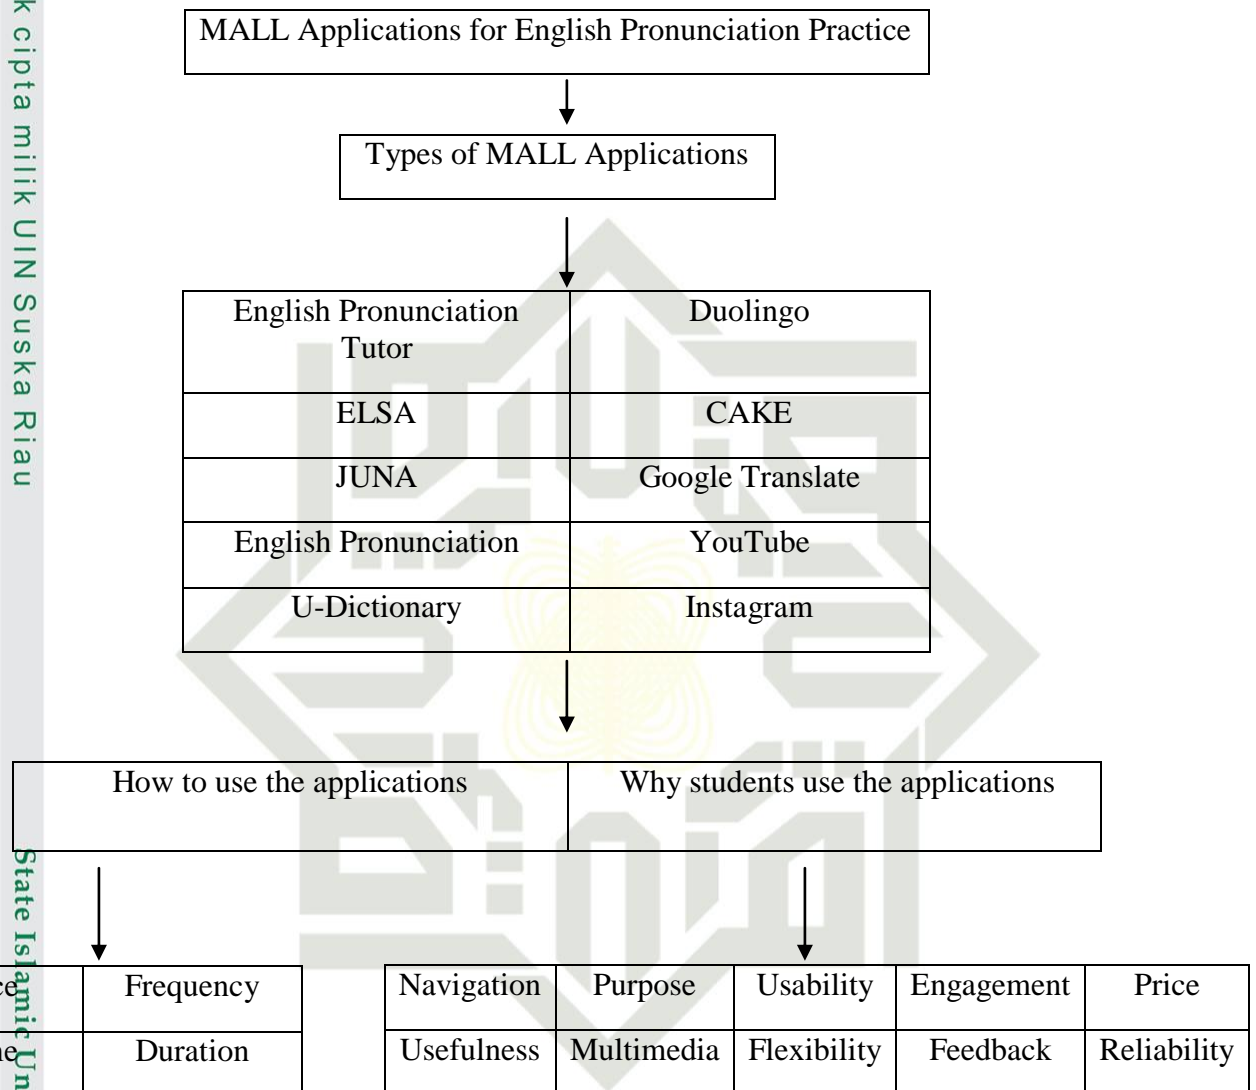 MALL Applications for English Pronunciation Practice
Types of MALL Applications
English Pronunciation
Tutor
Duolingo
ELSA
CAKE
JUNA
Google Translate
English Pronunciation
YouTube
U-Dictionary
Instagram
How to use the applications
Why students use the applications
Frequency
Duration
Navigation
Purpose
Usability
Engagement
Price
Usefulness
Multimedia
Flexibility
Feedback
Reliability
k cipta milik UIN Suska Riau
State Islamic Un